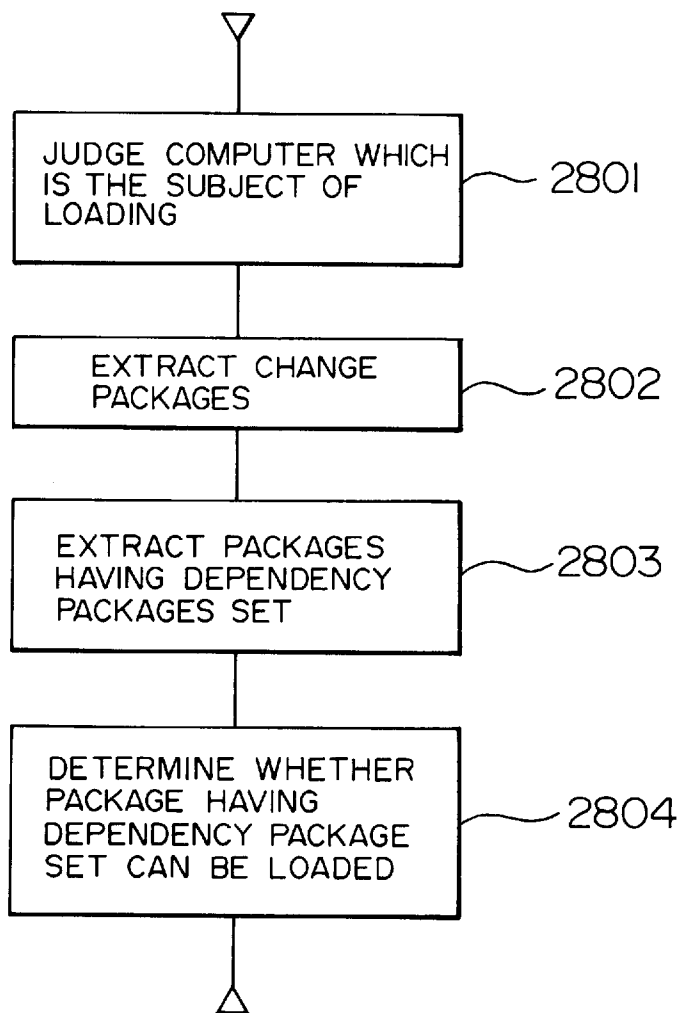 JUDGE COMPUTER WHICH
IS THE SUBJECT OF
LOADING
2801
EXTRACT CHANGE
PACKAGES
2802
EXTRACT PACKAGES
HAVING DEPENDENCY
PACKAGES SET
2803
DETERMINE WHETHER
PACKAGE HAVING
DEPENDENCY PACKAGE
SET CAN BE LOADED
2804